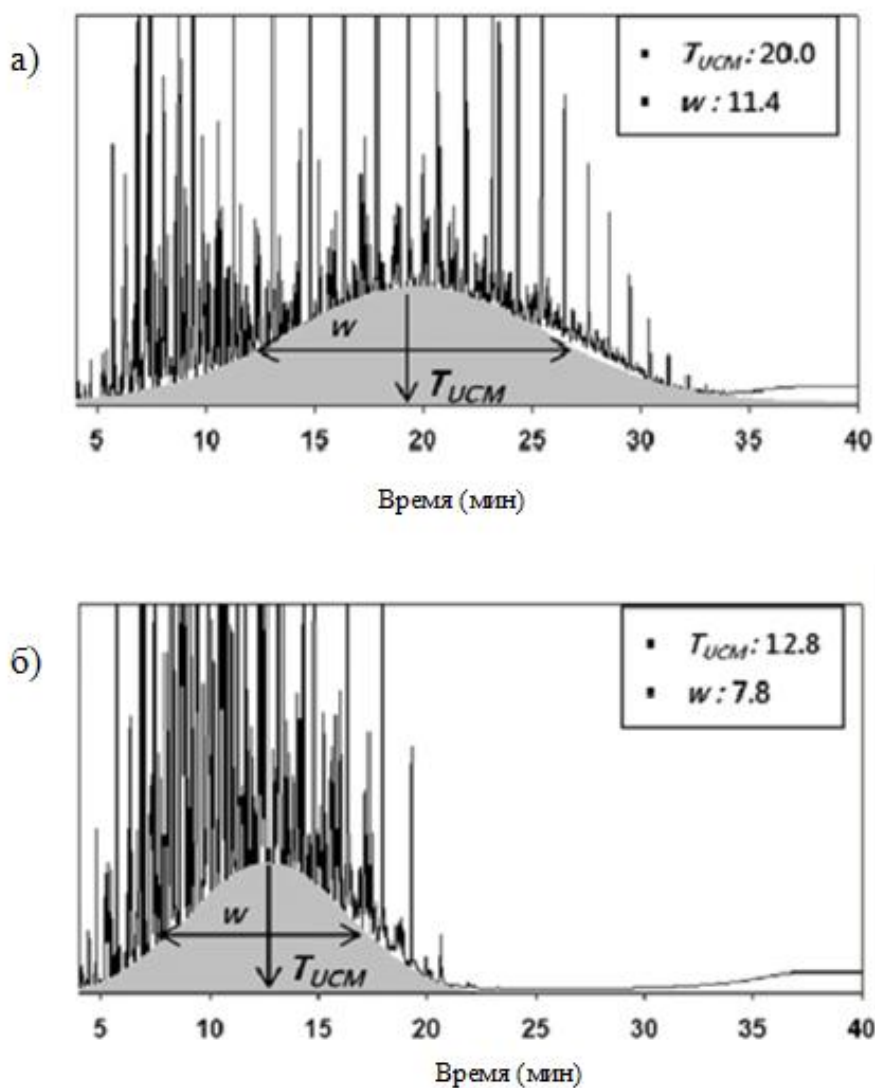 а)
▪ T_UCM: 20.0
▪ w : 11.4
w
T_UCM
5 10 15 20 25 30 35 40
Время (мин)
б)
▪ T_UCM: 12.8
▪ w : 7.8
w
T_UCM
5 10 15 20 25 30 35 40
Время (мин)